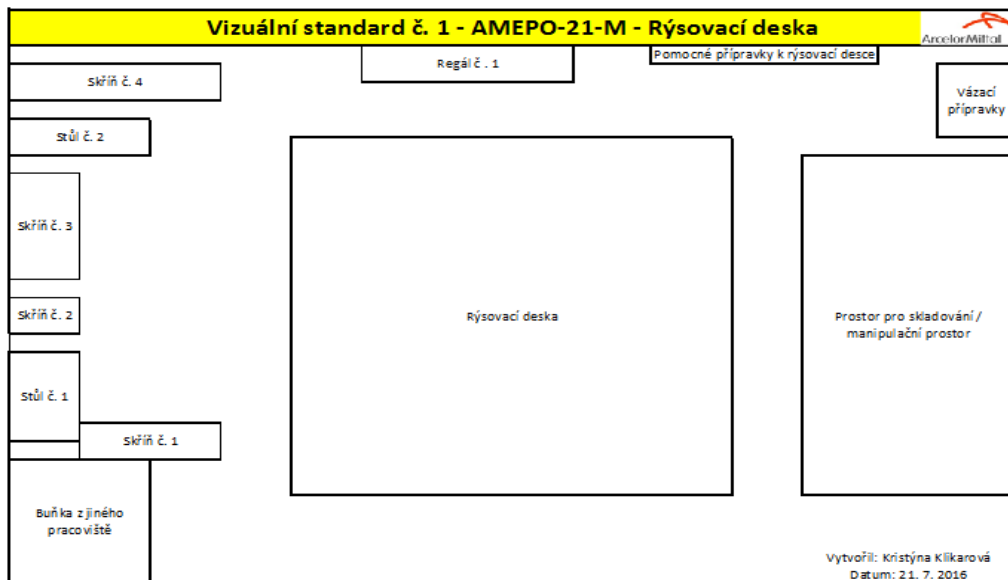 Vizuální standard č. 1 - AMEPO-21-M - Rýsovací deska
ArcelorMittal
Skříň č. 4
Regál č . 1
Pomocné přípravky k rýsovací desce
Vázací
přípravky
Stůl č. 2
Skříň č. 3
Skříň č. 2
Rýsovací deska
Prostor pro skladování /
manipulační prostor
Stůl č. 1
Skříň č. 1
Buňka z jiného
pracoviště
Vytvořil: Kristýna Klikarová
Datum: 21. 7. 2016